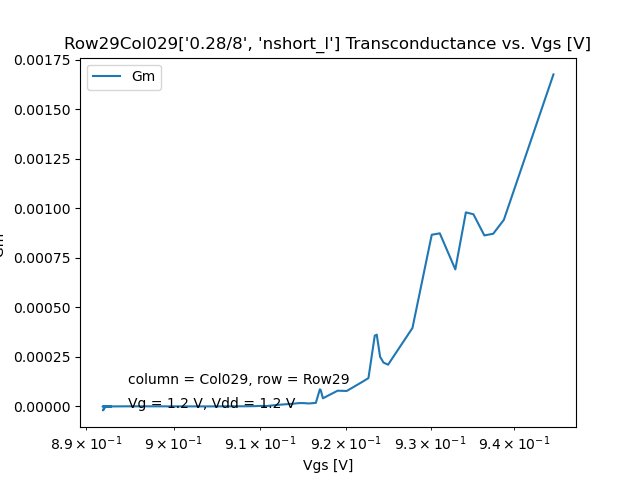 Row29Col029['0.28/8', 'nshort_l'] Transconductance vs. Vgs [V]
Gm
0.00175
0.00150
0.00125
0.00100
0.00075
0.00050
0.00025
0.00000
column = Col029, row = Row29
Vg = 1.2 V, Vdd = 1.2 V
8.9 × 10⁻¹ 9 × 10⁻¹ 9.1 × 10⁻¹ 9.2 × 10⁻¹ 9.3 × 10⁻¹ 9.4 × 10⁻¹
Vgs [V]